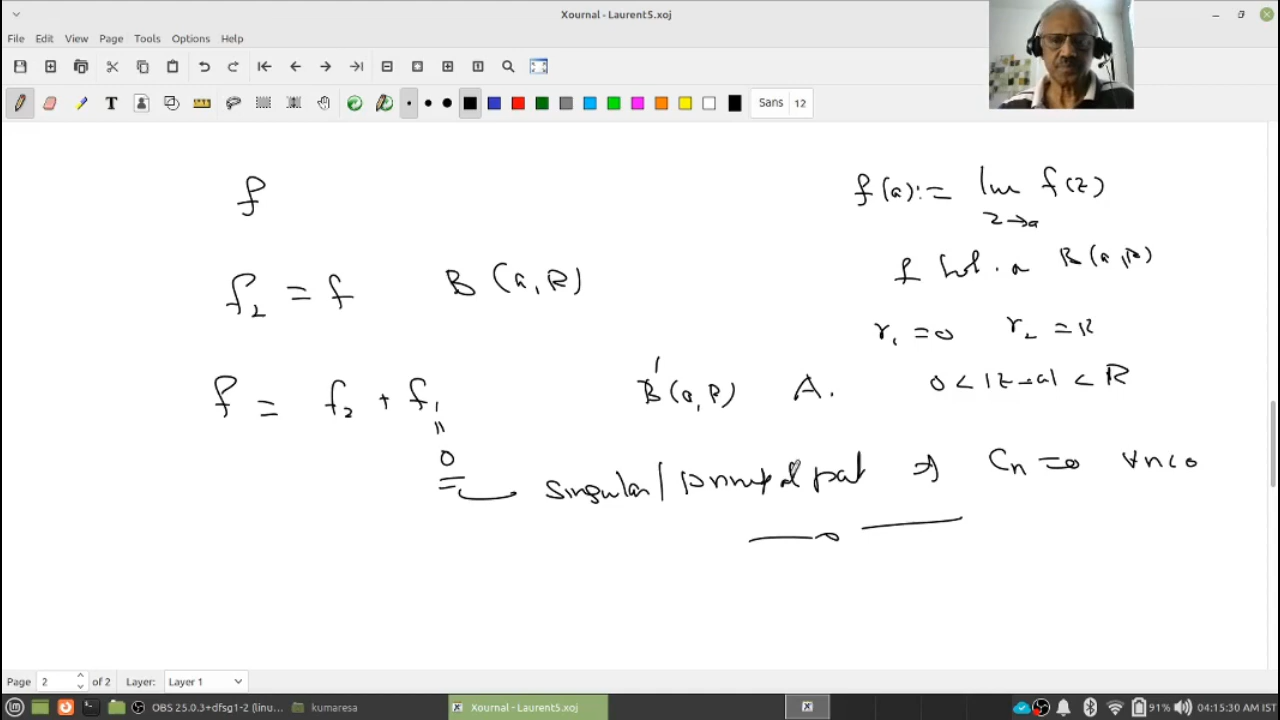 Xournal - Laurent5.xoj
File Edit View Page Tools Options Help
Sans 12
f
f(a) := lim f(z)
z→a
f hol. on B(a,R)
f₂ = f B(a,R)
r₁ = 0 r₂ = R
f = f₂ + f₁ B'(a,R) A. 0 < |z-a| < R
"
0
singular/principal part ⇒ Cₙ = 0 ∀n<0
Page 2 of 2 Layer: Layer 1
OBS 25.0.3+dfsg1-2 (linu... kumaresa Xournal - Laurent5.xoj 91% 04:15:30 AM IST